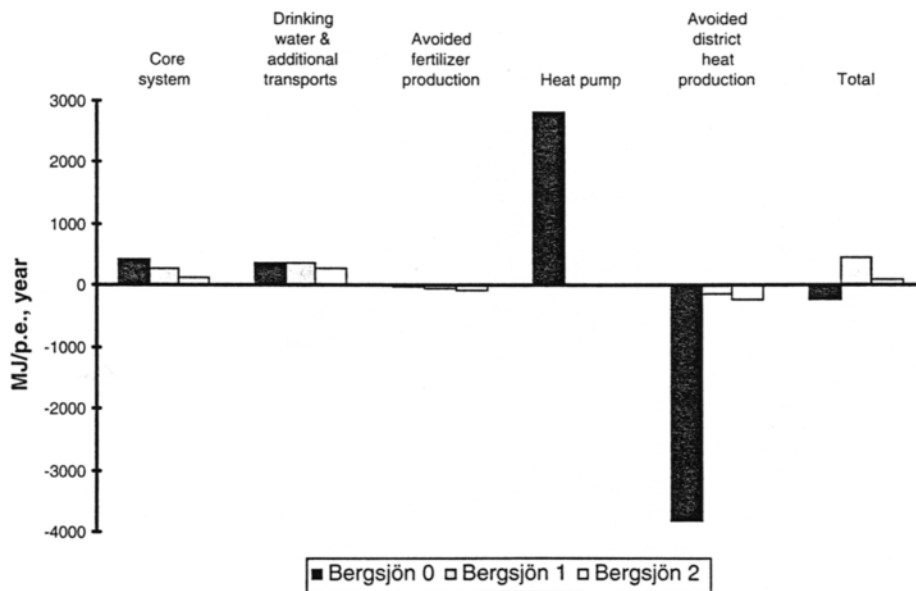 Core
system
Drinking
water &
additional
transports
Avoided
fertilizer
production
Heat pump
Avoided
district
heat
production
Total
MJ/p.e., year
3000
2000
1000
0
-1000
-2000
-3000
-4000
Bergsjön 0 Bergsjön 1 Bergsjön 2